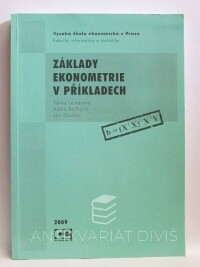 Vysoká škola ekonomická v Praze
Fakulta informatiky a statistiky
ZÁKLADY
EKONOMETRIE
V PŘÍKLADECH
b=(X'X)⁻¹X'Y
2009
ANTIKVARIÁT DIVIŠ